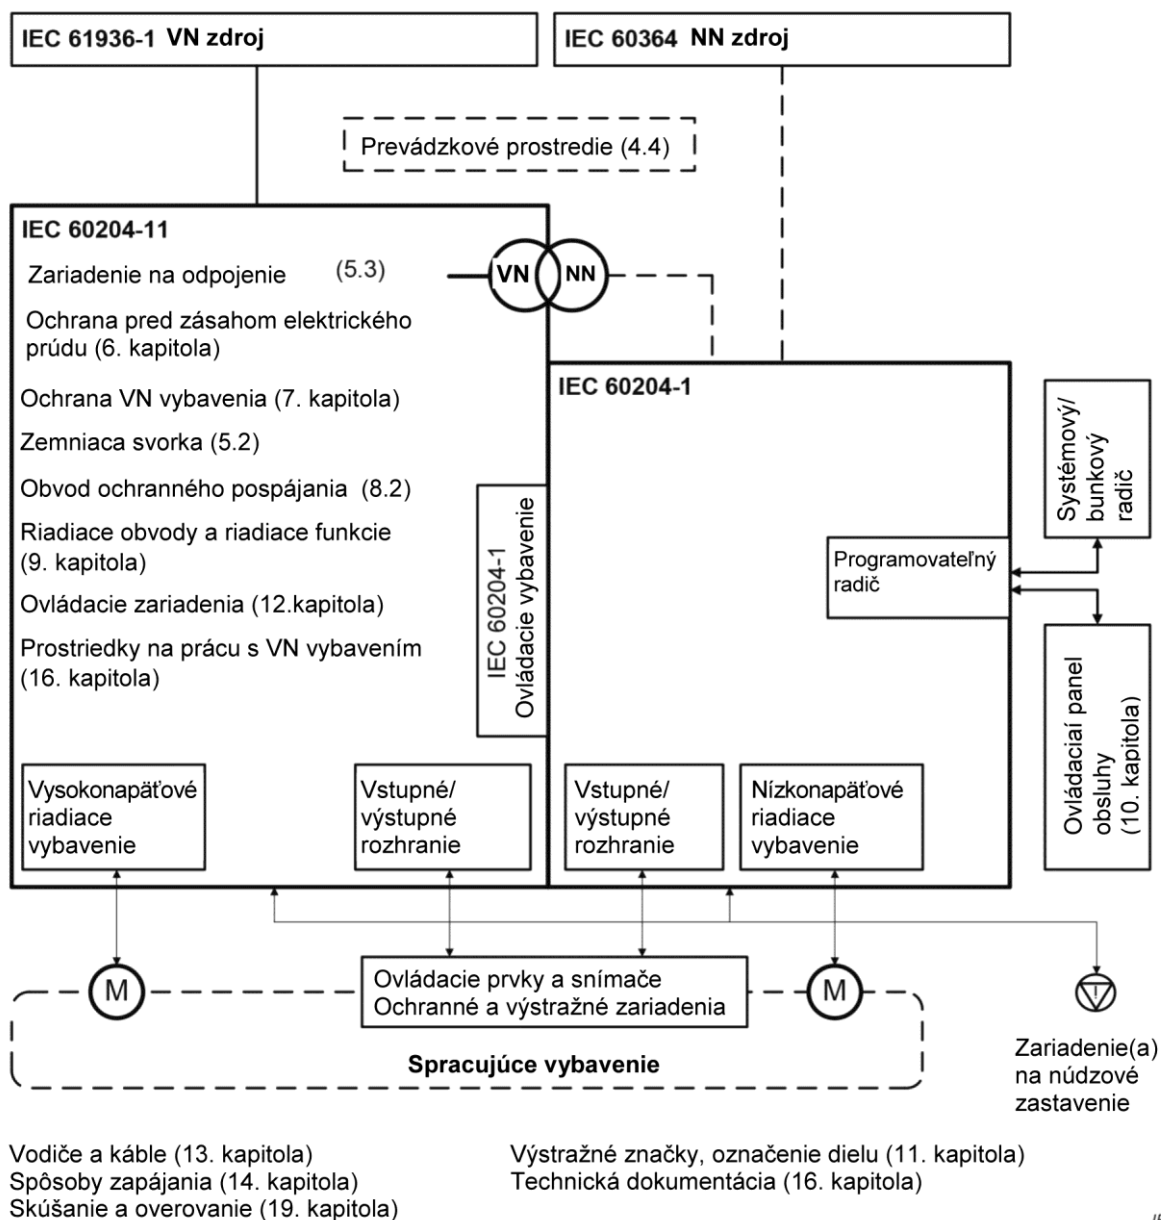 IEC 61936-1 VN zdroj
IEC 60364 NN zdroj
Prevádzkové prostredie (4.4)
IEC 60204-11
Zariadenie na odpojenie (5.3)
VN
NN
Ochrana pred zásahom elektrického
prúdu (6. kapitola)
Ochrana VN vybavenia (7. kapitola)
Zemniaca svorka (5.2)
Obvod ochranného pospájania (8.2)
Riadiace obvody a riadiace funkcie
(9. kapitola)
Ovládacie zariadenia (12.kapitola)
Prostriedky na prácu s VN vybavením
(16. kapitola)
IEC 60204-1
Ovládacie vybavenie
IEC 60204-1
Programovateľný
radič
Systémový/
bunkový
radič
Ovládaciaí panel
obsluhy
(10. kapitola)
Vysokonapäťové
riadiace
vybavenie
Vstupné/
výstupné
rozhranie
Vstupné/
výstupné
rozhranie
Nízkonapäťové
riadiace
vybavenie
M
Ovládacie prvky a snímače
Ochranné a výstražné zariadenia
M
Spracujúce vybavenie
!
Zariadenie(a)
na núdzové
zastavenie
Vodiče a káble (13. kapitola)
Spôsoby zapájania (14. kapitola)
Skúšanie a overovanie (19. kapitola)
Výstražné značky, označenie dielu (11. kapitola)
Technická dokumentácia (16. kapitola)